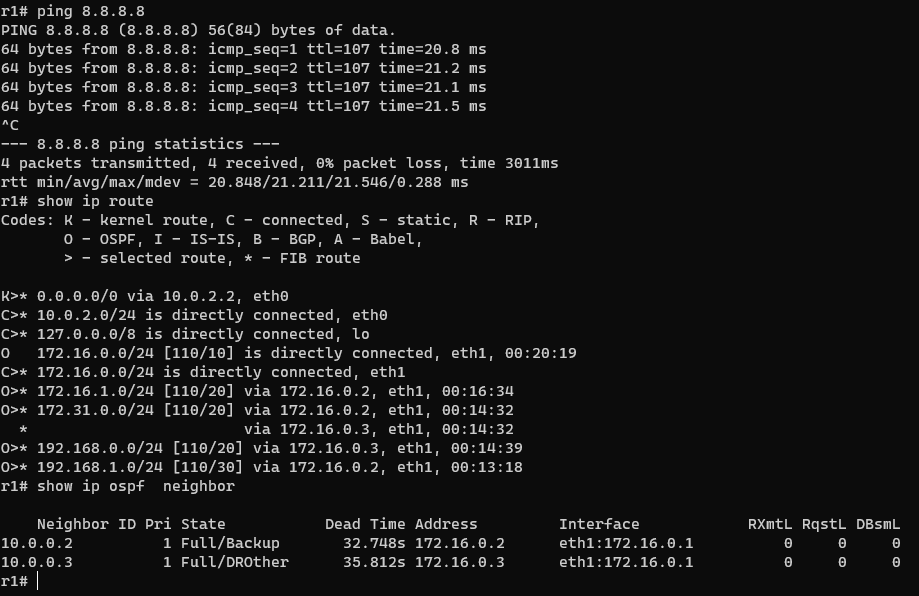 r1# ping 8.8.8.8
PING 8.8.8.8 (8.8.8.8) 56(84) bytes of data.
64 bytes from 8.8.8.8: icmp_seq=1 ttl=107 time=20.8 ms
64 bytes from 8.8.8.8: icmp_seq=2 ttl=107 time=21.2 ms
64 bytes from 8.8.8.8: icmp_seq=3 ttl=107 time=21.1 ms
64 bytes from 8.8.8.8: icmp_seq=4 ttl=107 time=21.5 ms
^C
--- 8.8.8.8 ping statistics ---
4 packets transmitted, 4 received, 0% packet loss, time 3011ms
rtt min/avg/max/mdev = 20.848/21.211/21.546/0.288 ms
r1# show ip route
Codes: K - kernel route, C - connected, S - static, R - RIP,
       O - OSPF, I - IS-IS, B - BGP, A - Babel,
       > - selected route, * - FIB route

K>* 0.0.0.0/0 via 10.0.2.2, eth0
C>* 10.0.2.0/24 is directly connected, eth0
C>* 127.0.0.0/8 is directly connected, lo
O   172.16.0.0/24 [110/10] is directly connected, eth1, 00:20:19
C>* 172.16.0.0/24 is directly connected, eth1
O>* 172.16.1.0/24 [110/20] via 172.16.0.2, eth1, 00:16:34
O>* 172.31.0.0/24 [110/20] via 172.16.0.2, eth1, 00:14:32
  *                        via 172.16.0.3, eth1, 00:14:32
O>* 192.168.0.0/24 [110/20] via 172.16.0.3, eth1, 00:14:39
O>* 192.168.1.0/24 [110/30] via 172.16.0.2, eth1, 00:13:18
r1# show ip ospf  neighbor

    Neighbor ID Pri State           Dead Time Address         Interface            RXmtL RqstL DBsmL
10.0.0.2          1 Full/Backup       32.748s 172.16.0.2      eth1:172.16.0.1          0     0     0
10.0.0.3          1 Full/DROther      35.812s 172.16.0.3      eth1:172.16.0.1          0     0     0
r1#